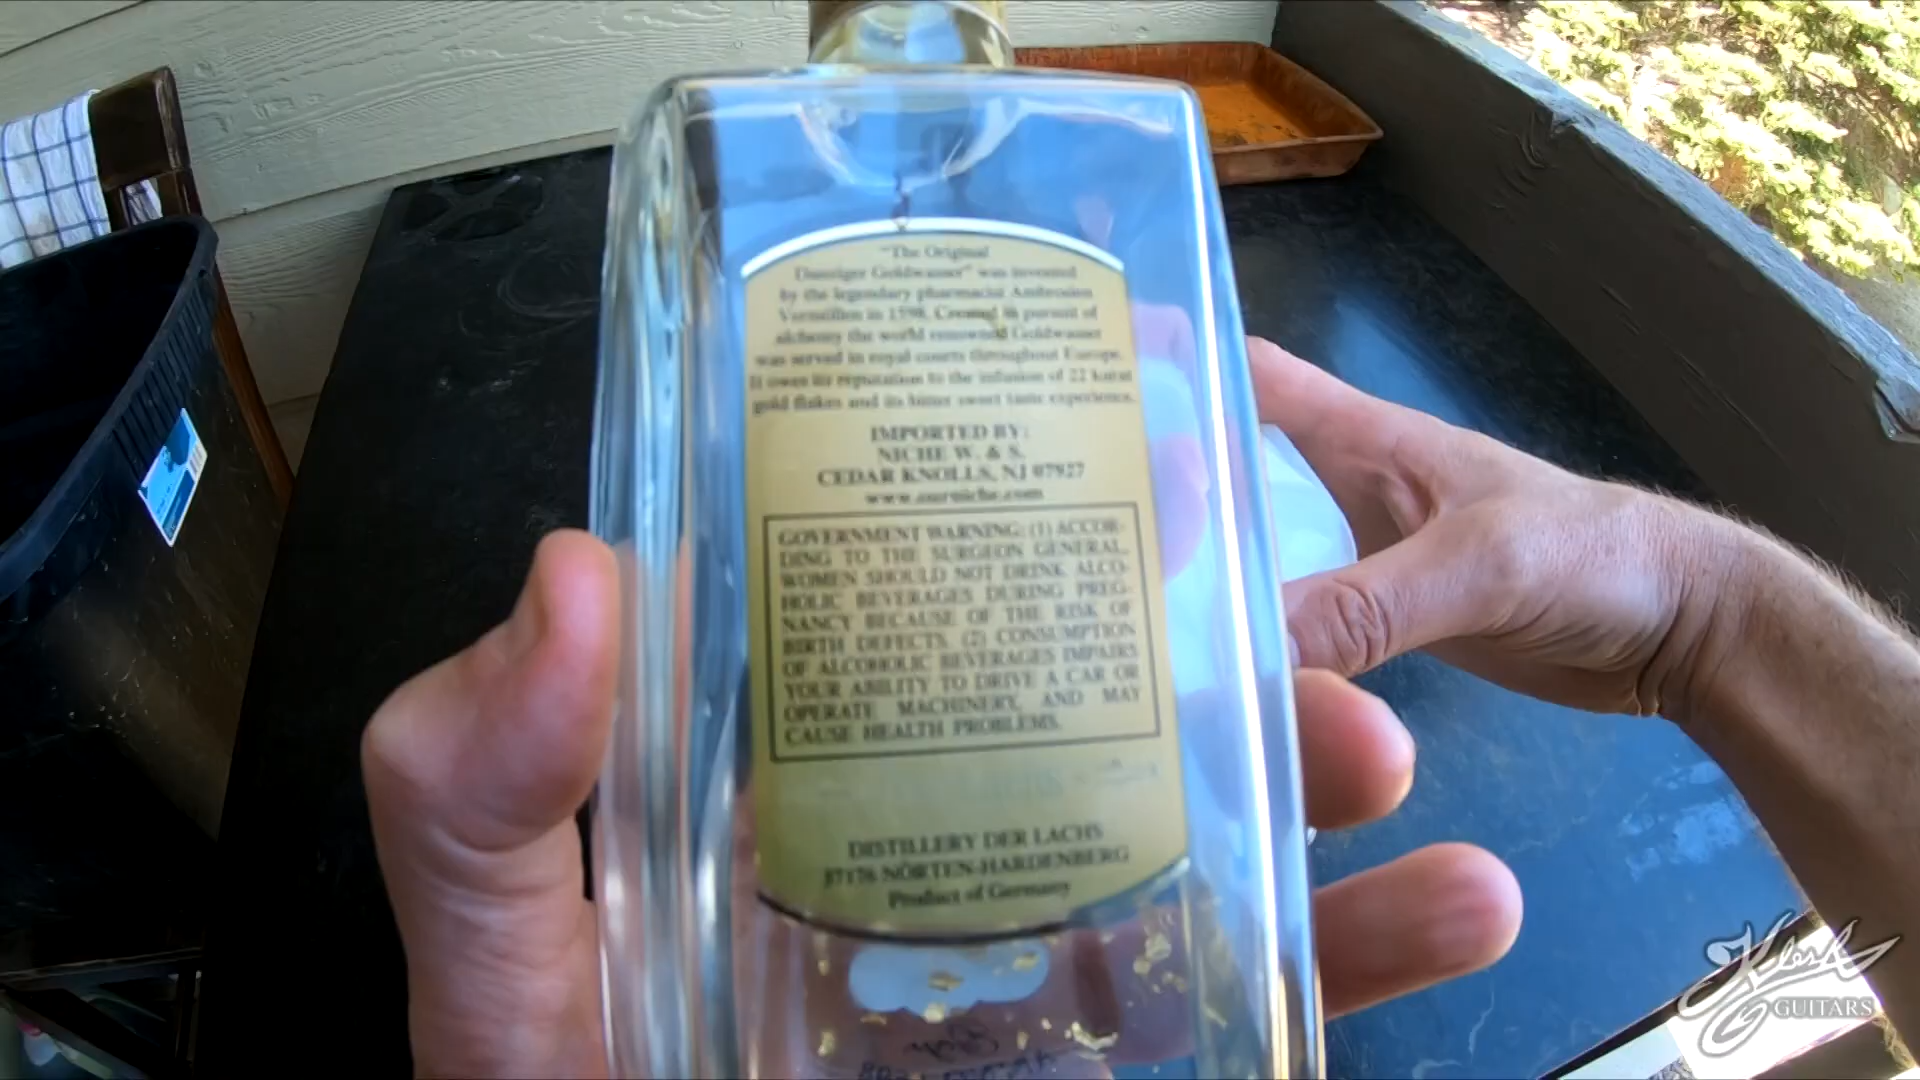 "The Original
Danziger Goldwasser" was invented
by the legendary pharmacist Ambrosien
Vermöllen in 1598. Created in pursuit of
alchemy the world renowned Goldwasser
was served in royal courts throughout Europe.
It owes its reputation to the infusion of 22 karat
gold flakes and its bitter sweet taste experience.
IMPORTED BY:
NICHE W. & S.
CEDAR KNOLLS, NJ 07927
www.ourniche.com
GOVERNMENT WARNING: (1) ACCOR-
DING TO THE SURGEON GENERAL,
WOMEN SHOULD NOT DRINK ALCO-
HOLIC BEVERAGES DURING PREG-
NANCY BECAUSE OF THE RISK OF
BIRTH DEFECTS. (2) CONSUMPTION
OF ALCOHOLIC BEVERAGES IMPAIRS
YOUR ABILITY TO DRIVE A CAR OR
OPERATE MACHINERY, AND MAY
CAUSE HEALTH PROBLEMS.
DISTILLERY DER LACHS
37176 NÖRTEN-HARDENBERG
Product of Germany
GUITARS